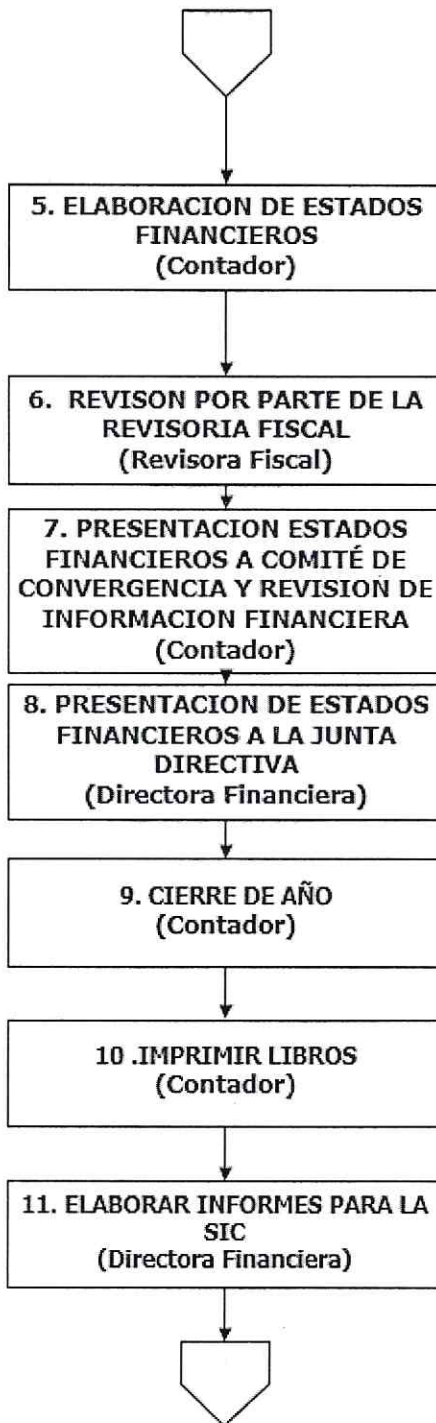 5. ELABORACION DE ESTADOS
FINANCIEROS
(Contador)
6. REVISON POR PARTE DE LA
REVISORIA FISCAL
(Revisora Fiscal)
7. PRESENTACION ESTADOS
FINANCIEROS A COMITÉ DE
CONVERGENCIA Y REVISION DE
INFORMACION FINANCIERA
(Contador)
8. PRESENTACION DE ESTADOS
FINANCIEROS A LA JUNTA
DIRECTIVA
(Directora Financiera)
9. CIERRE DE AÑO
(Contador)
10 .IMPRIMIR LIBROS
(Contador)
11. ELABORAR INFORMES PARA LA
SIC
(Directora Financiera)